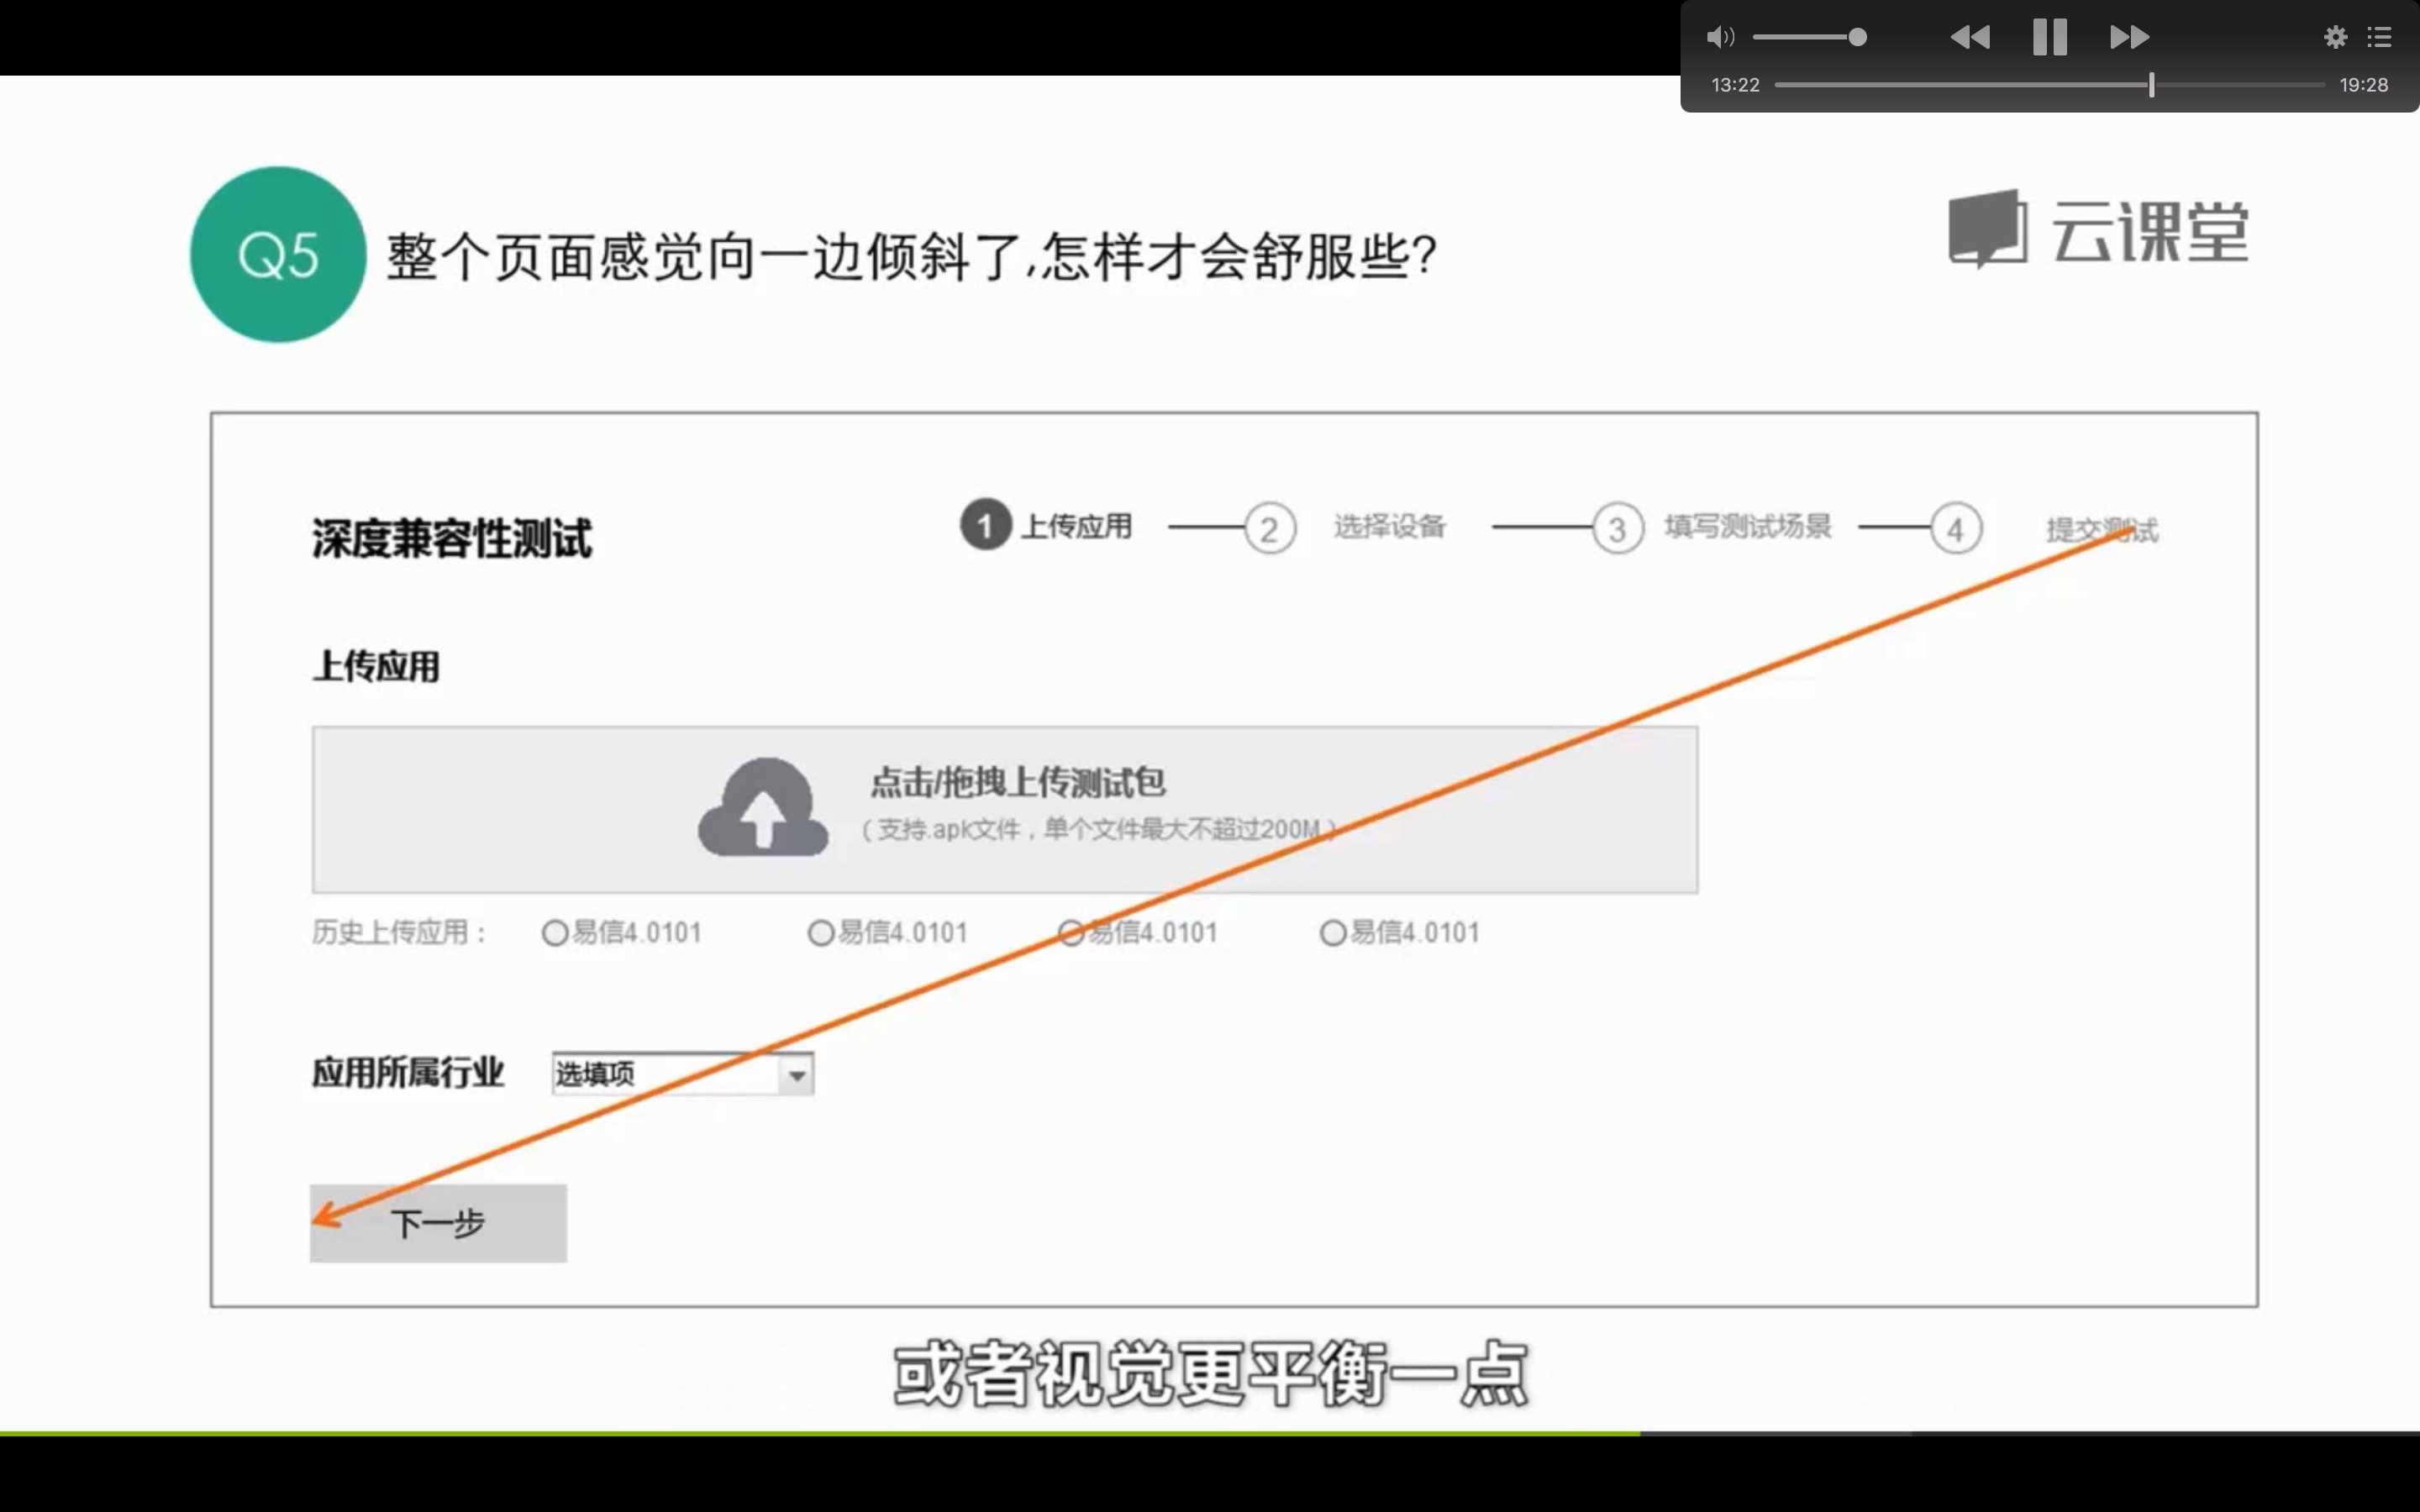 13:22
19:28
Q5
整个页面感觉向一边倾斜了,怎样才会舒服些?
云课堂
深度兼容性测试
1 上传应用
2 选择设备
3 填写测试场景
4 提交测试
上传应用
点击/拖拽上传测试包
（支持.apk文件，单个文件最大不超过200M）
历史上传应用： 易信4.0101 易信4.0101 易信4.0101 易信4.0101
应用所属行业 选填项
下一步
或者视觉更平衡一点